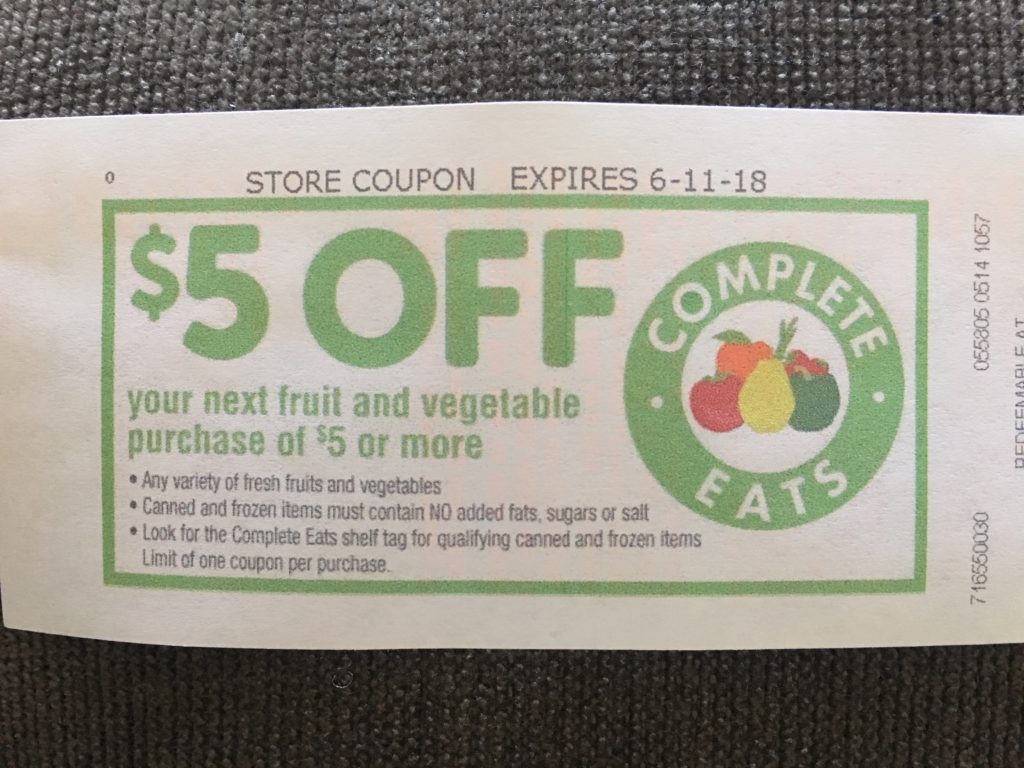 0
STORE COUPON EXPIRES 6-11-18
$5 OFF
your next fruit and vegetable
purchase of $5 or more
• Any variety of fresh fruits and vegetables
• Canned and frozen items must contain NO added fats, sugars or salt
• Look for the Complete Eats shelf tag for qualifying canned and frozen items
Limit of one coupon per purchase.
COMPLETE
EATS
055805 0514 1057
716550030
REDEEMABLE AT